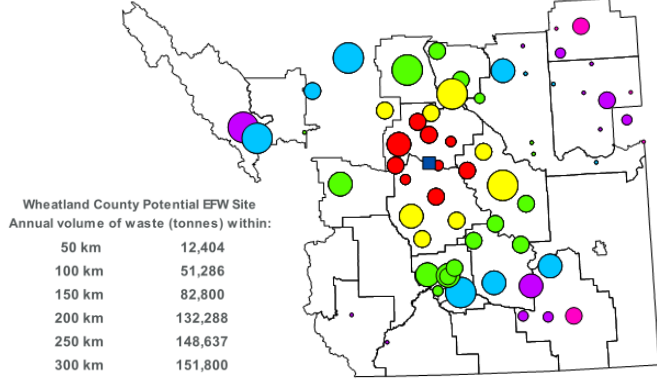 Wheatland County Potential EFW Site
Annual volume of waste (tonnes) within:
50 km 12,404
100 km 51,286
150 km 82,800
200 km 132,288
250 km 148,637
300 km 151,800